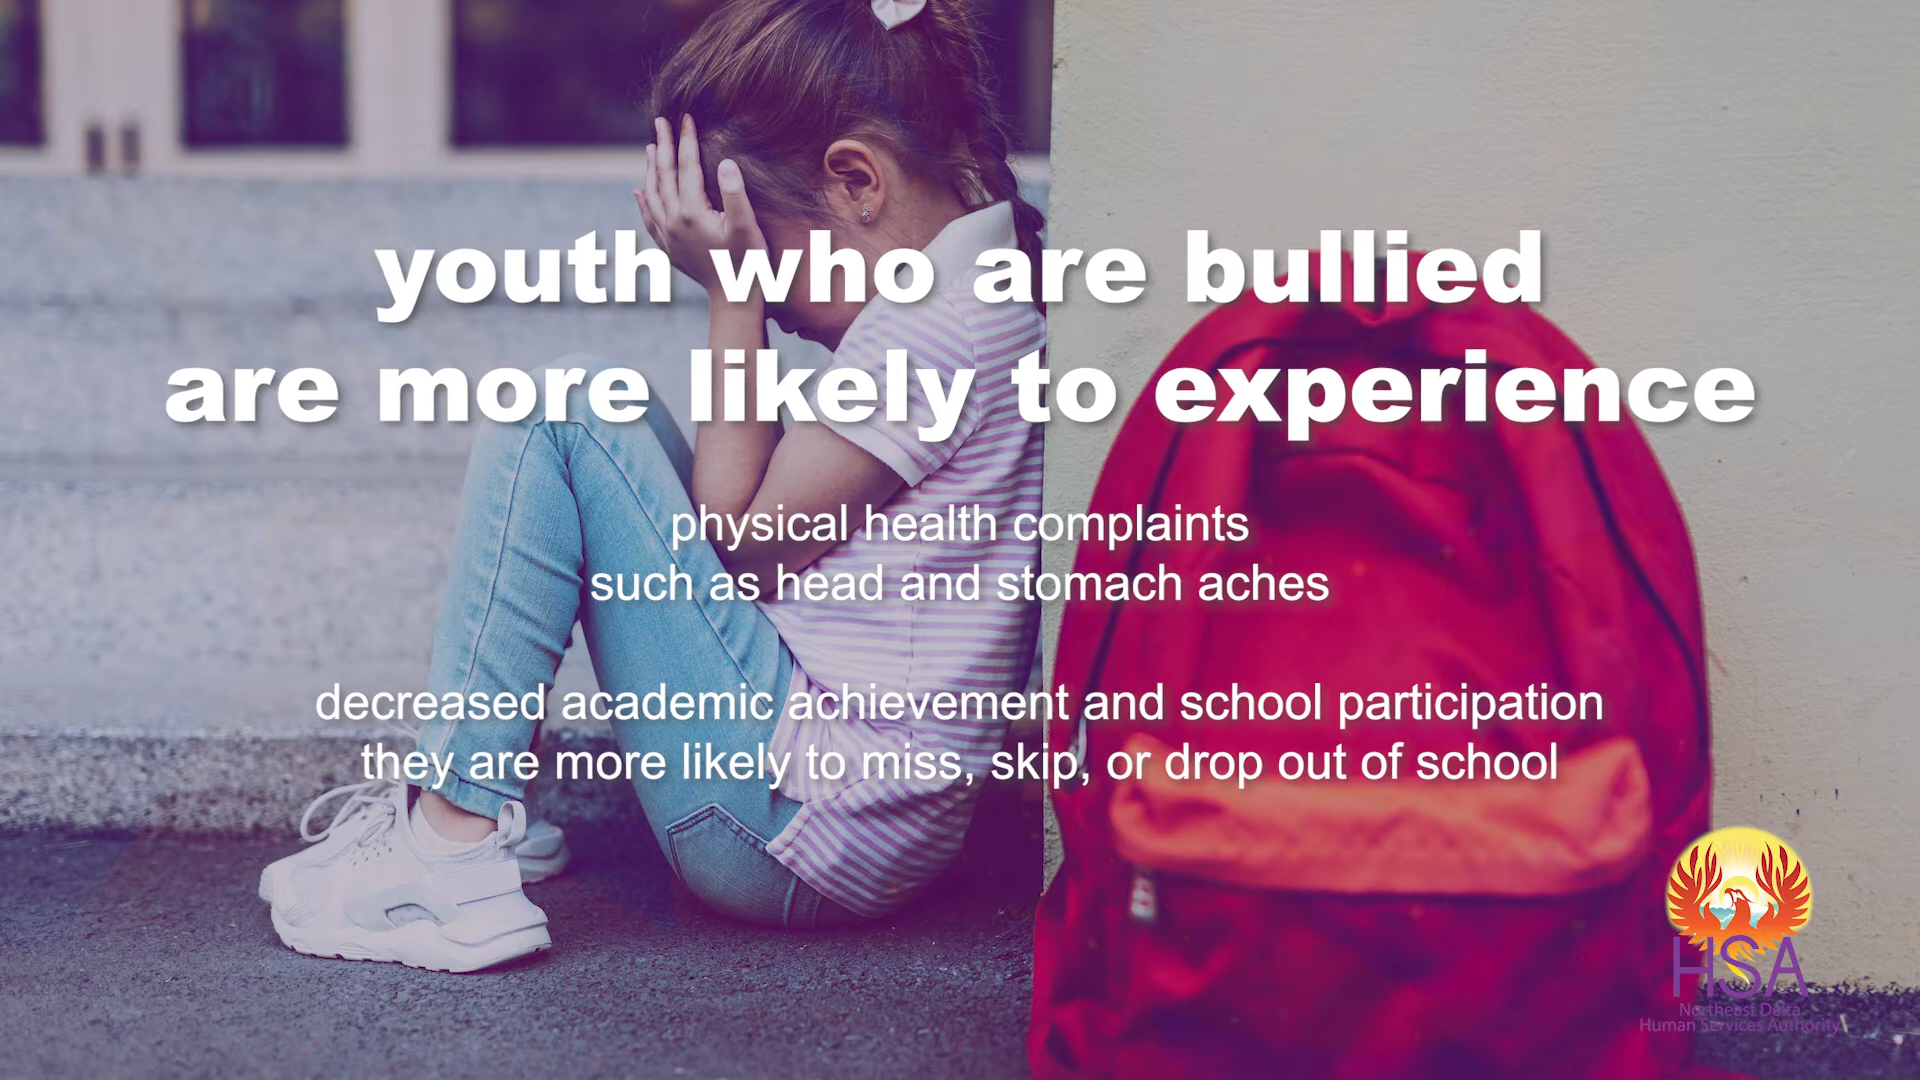 youth who are bullied
are more likely to experience
physical health complaints
such as head and stomach aches
decreased academic achievement and school participation
they are more likely to miss, skip, or drop out of school
HSA
Northeast Delta
Human Services Authority